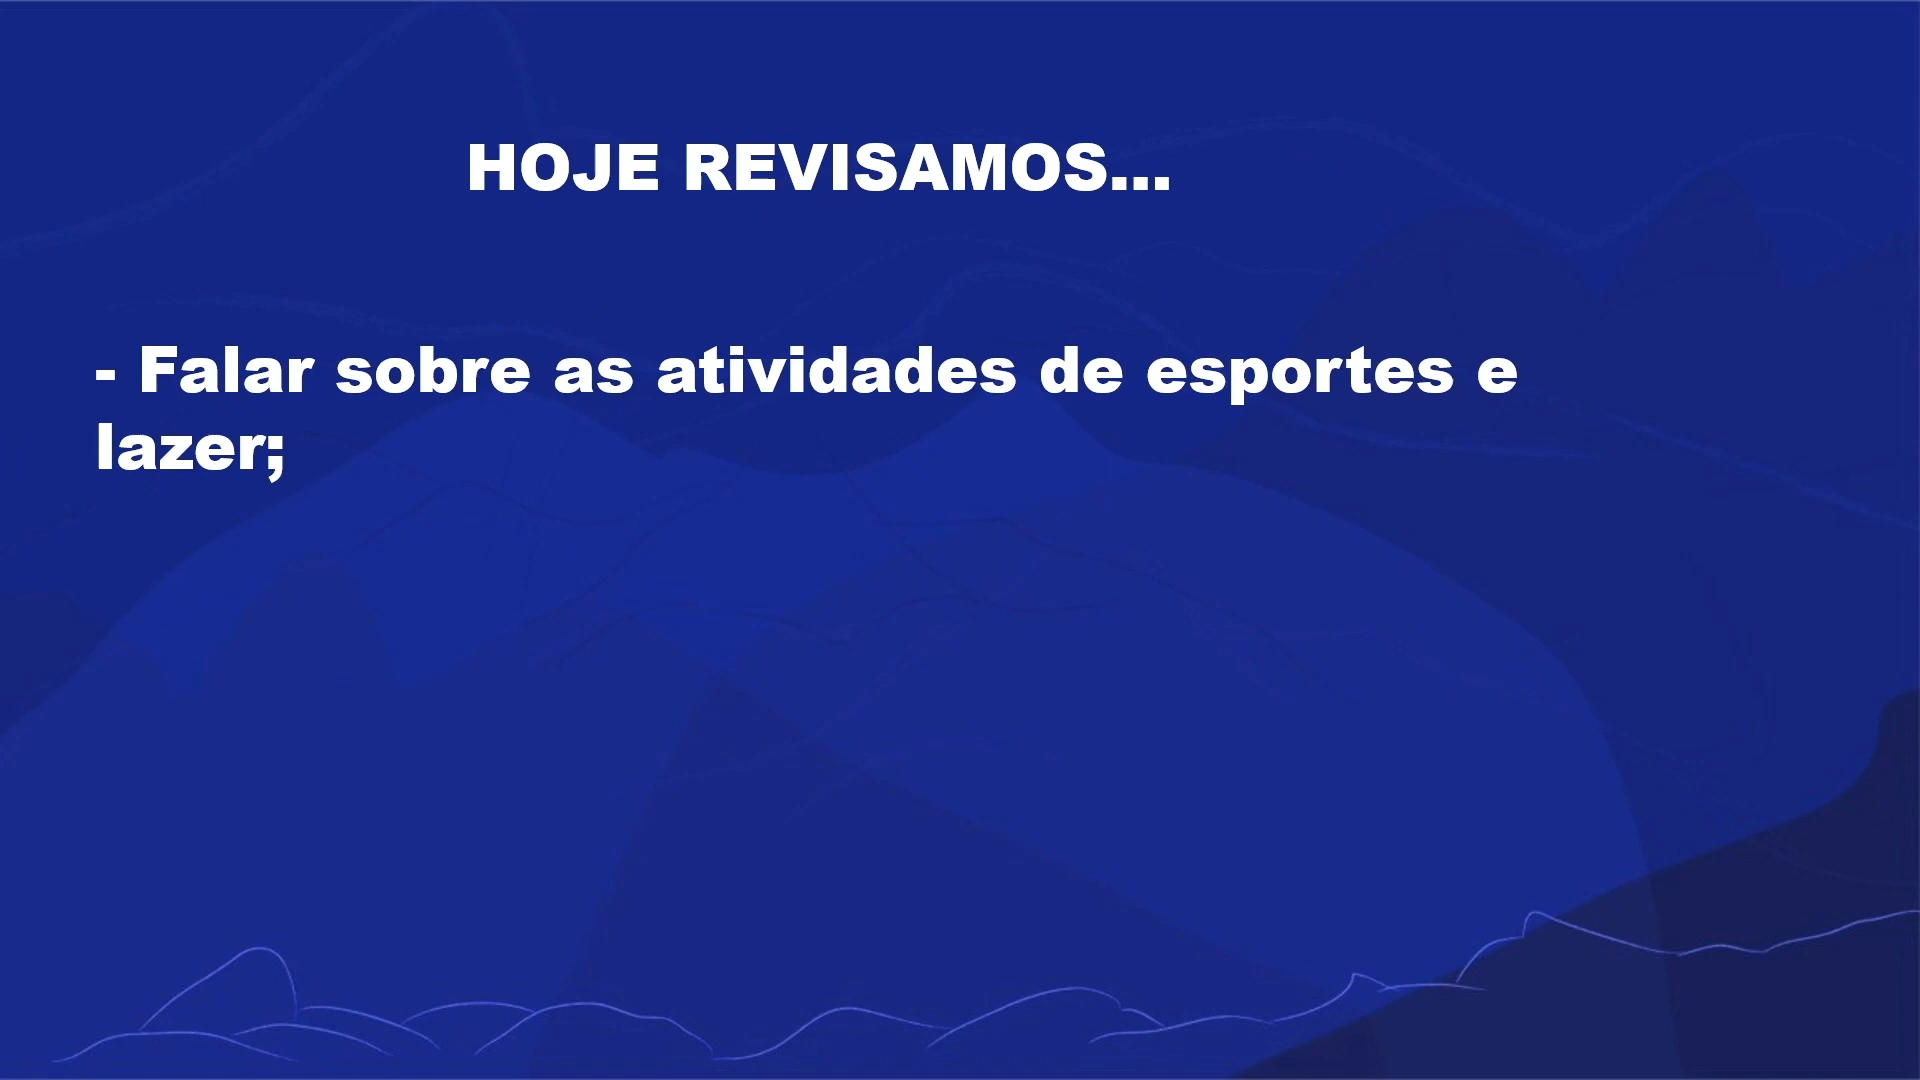 HOJE REVISAMOS...
- Falar sobre as atividades de esportes e
lazer;